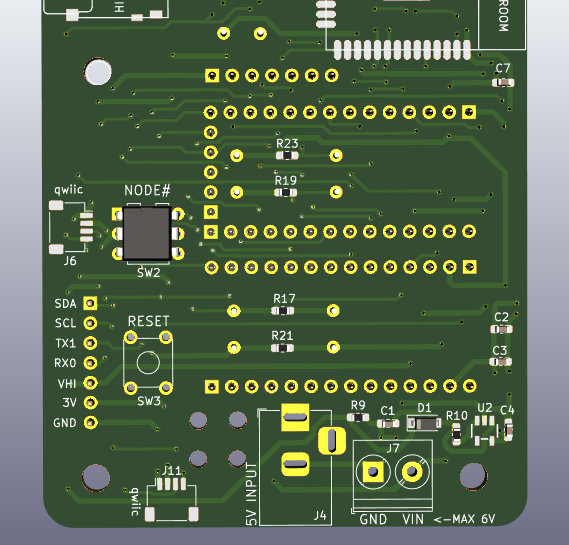 IH
ROOM
C7
R23
R19
qwiic
NODE#
J6
SW2
SDA
SCL
TX1
RX0
VHI
3V
GND
RESET
SW3
R17
R21
C2
C3
R9
C1
D1
R10
U2
C4
J7
J11
qwiic
5V INPUT
J4
GND
VIN
<-MAX 6V